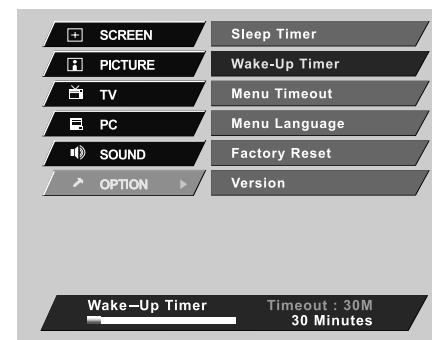 SCREEN
PICTURE
TV
PC
SOUND
OPTION
Sleep Timer
Wake-Up Timer
Menu Timeout
Menu Language
Factory Reset
Version
Wake–Up Timer Timeout : 30M
30 Minutes